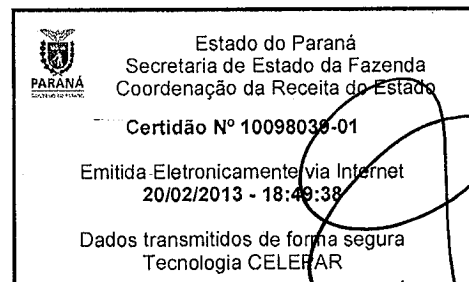 PARANÁ
Estado do Paraná
Secretaria de Estado da Fazenda
Coordenação da Receita do Estado
Certidão Nº 10098039-01
Emitida Eletronicamente via Internet
20/02/2013 - 18:49:38
Dados transmitidos de forma segura
Tecnologia CELEPAR